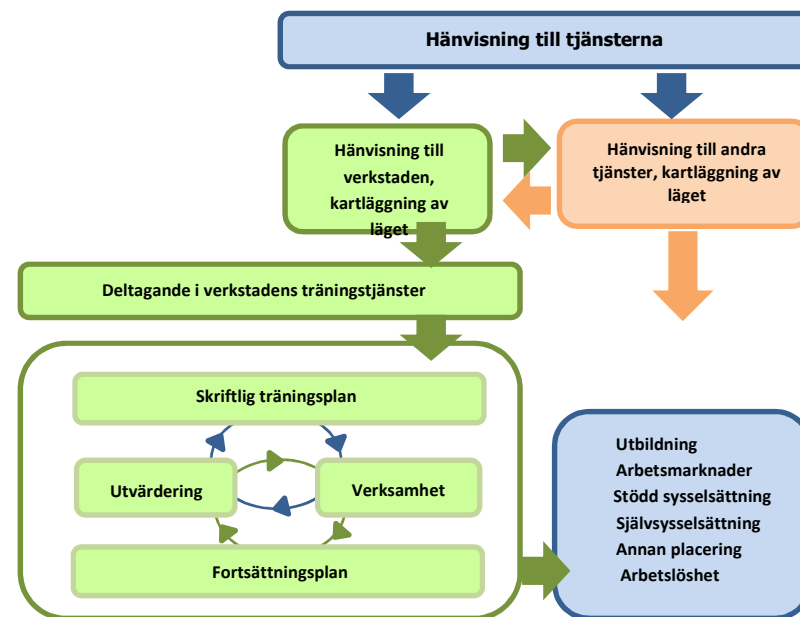 Hänvisning till tjänsterna
Hänvisning till
verkstaden,
kartläggning av
läget
Hänvisning till andra
tjänster, kartläggning av
läget
Deltagande i verkstadens träningstjänster
Skriftlig träningsplan
Utvärdering
Verksamhet
Fortsättningsplan
Utbildning
Arbetsmarknader
Stödd sysselsättning
Självsysselsättning
Annan placering
Arbetslöshet